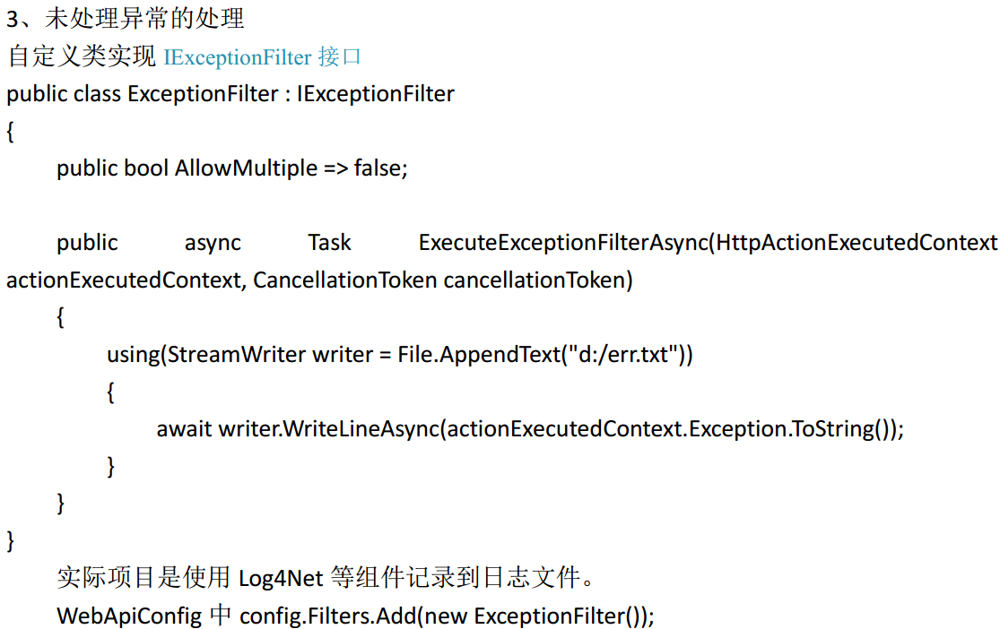 3、未处理异常的处理
自定义类实现 IExceptionFilter 接口
public class ExceptionFilter : IExceptionFilter
{
public bool AllowMultiple => false;
public async Task ExecuteExceptionFilterAsync(HttpActionExecutedContext
actionExecutedContext, CancellationToken cancellationToken)
{
using(StreamWriter writer = File.AppendText("d:/err.txt"))
{
await writer.WriteLineAsync(actionExecutedContext.Exception.ToString());
}
}
}
实际项目是使用 Log4Net 等组件记录到日志文件。
WebApiConfig 中 config.Filters.Add(new ExceptionFilter());